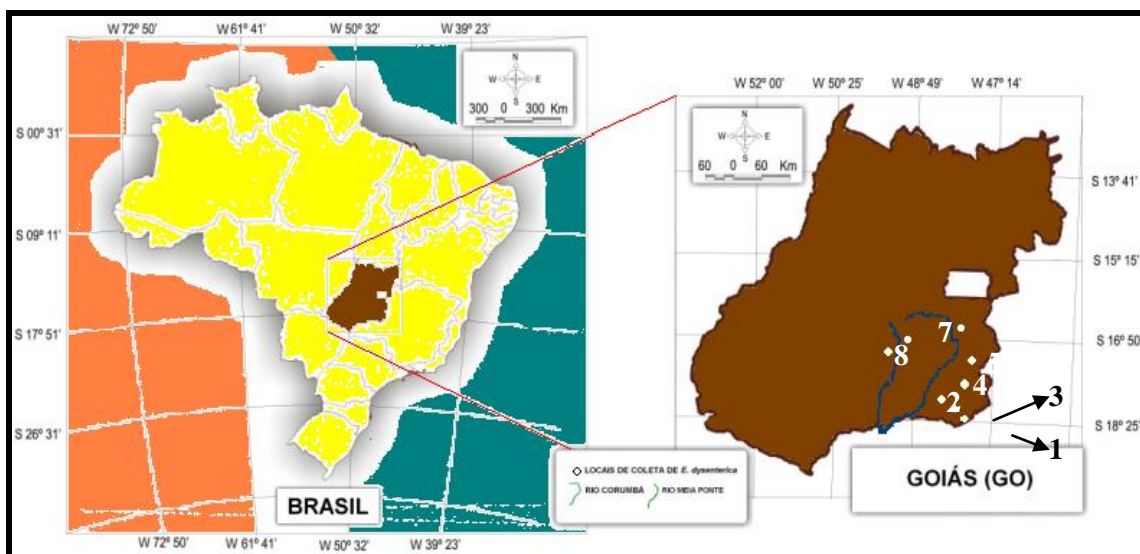 W 72 50'
W 61º 41'
W 50º 32'
W 39º 23'
N
W E
S
300 0 300 Km
S 00º 31'
S 09º 11'
S 17º 51'
S 26º 31'
BRASIL
W 72º 50'
W 61º 41'
W 50º 32'
W 39º 23'
W 52º 00'
W 50º 25'
W 48º 49'
W 47º 14'
N
W E
S
60 0 60 Km
S 13º 41'
S 15º 15'
S 16º 50'
S 18º 25'
7
8
4
2
3
1
LOCAIS DE COLETA DE E. dysenterica
RIO CORUMBÁ
RIO MEIA PONTE
GOIÁS (GO)